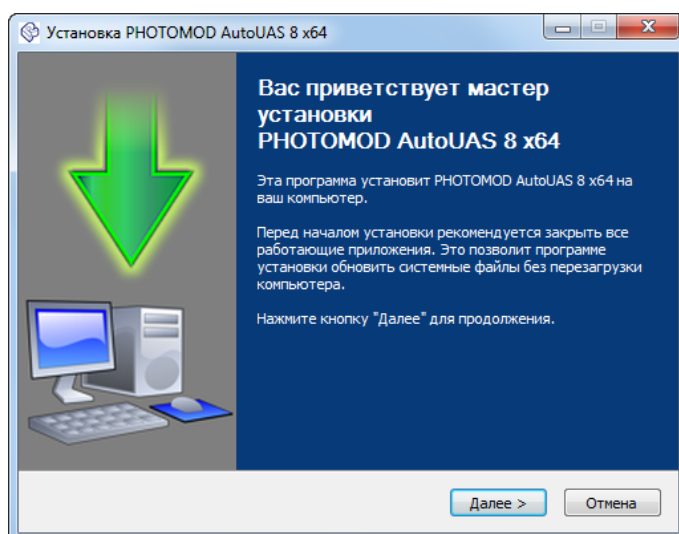 Установка PHOTOMOD AutoUAS 8 x64
Вас приветствует мастер
установки
PHOTOMOD AutoUAS 8 x64
Эта программа установит PHOTOMOD AutoUAS 8 x64 на
ваш компьютер.
Перед началом установки рекомендуется закрыть все
работающие приложения. Это позволит программе
установки обновить системные файлы без перезагрузки
компьютера.
Нажмите кнопку "Далее" для продолжения.
Далее >
Отмена